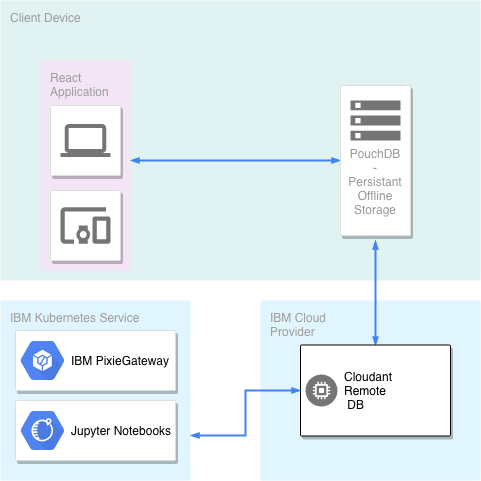 Client Device
React
Application
PouchDB
-
Persistant
Offline
Storage
IBM Kubernetes Service
IBM PixieGateway
Jupyter Notebooks
IBM Cloud
Provider
Cloudant
Remote
DB